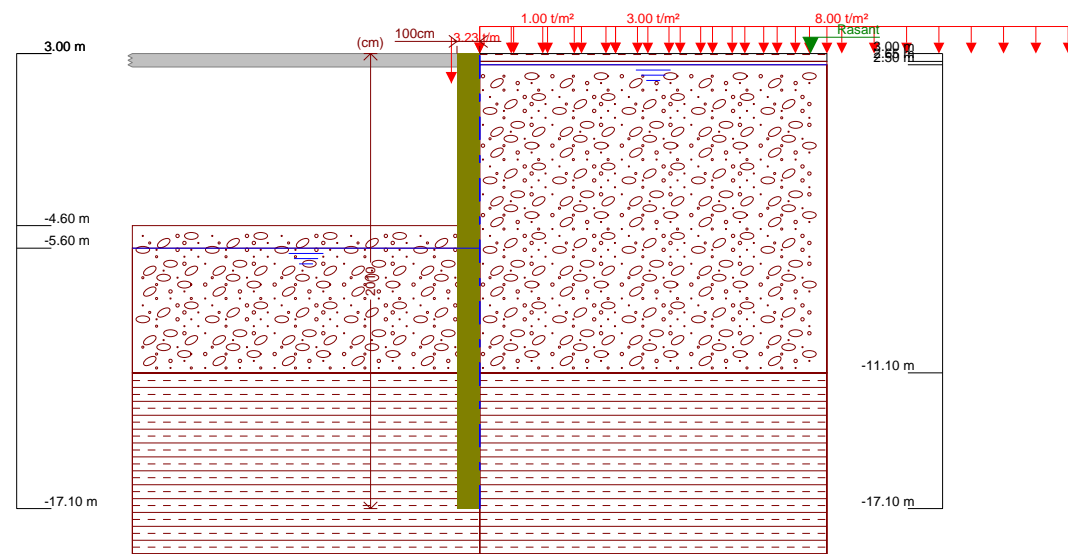 1.00 t/m²
3.00 t/m²
8.00 t/m²
100cm
3.23 t/m
Rasant
(cm)
3.00 m
3.00 m
2.50 m
-4.60 m
-5.60 m
2000
-11.10 m
-17.10 m
-17.10 m